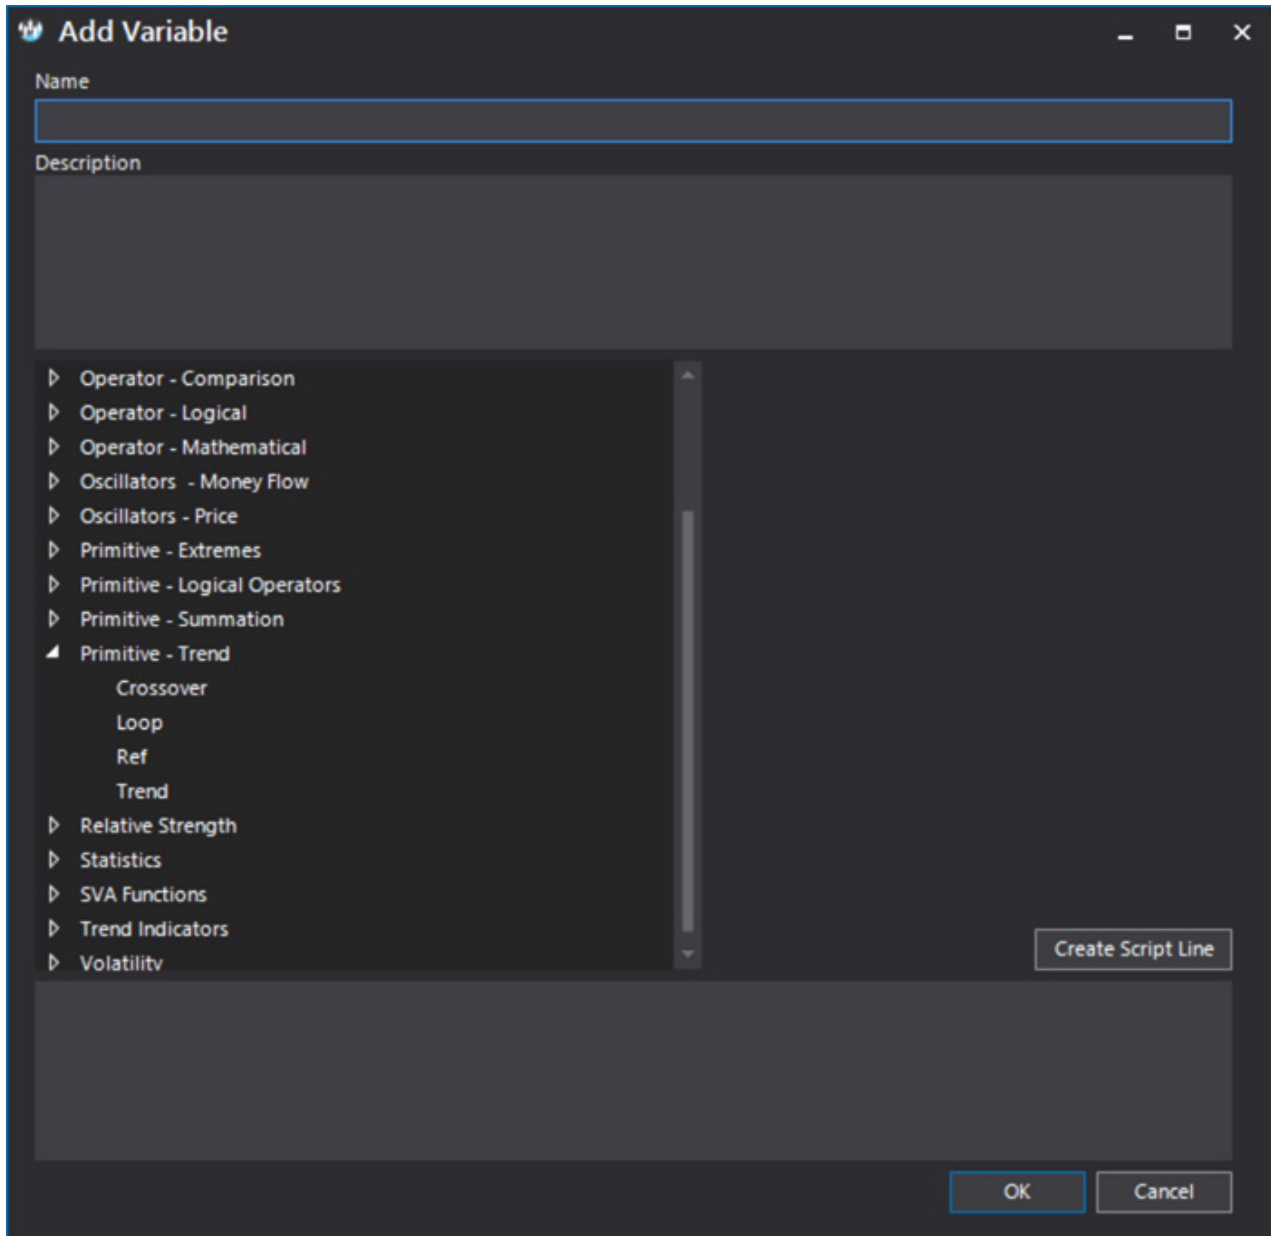 Add Variable
Name
Description
Operator - Comparison
Operator - Logical
Operator - Mathematical
Oscillators  - Money Flow
Oscillators - Price
Primitive - Extremes
Primitive - Logical Operators
Primitive - Summation
Primitive - Trend
Crossover
Loop
Ref
Trend
Relative Strength
Statistics
SVA Functions
Trend Indicators
Volatility
Create Script Line
OK
Cancel